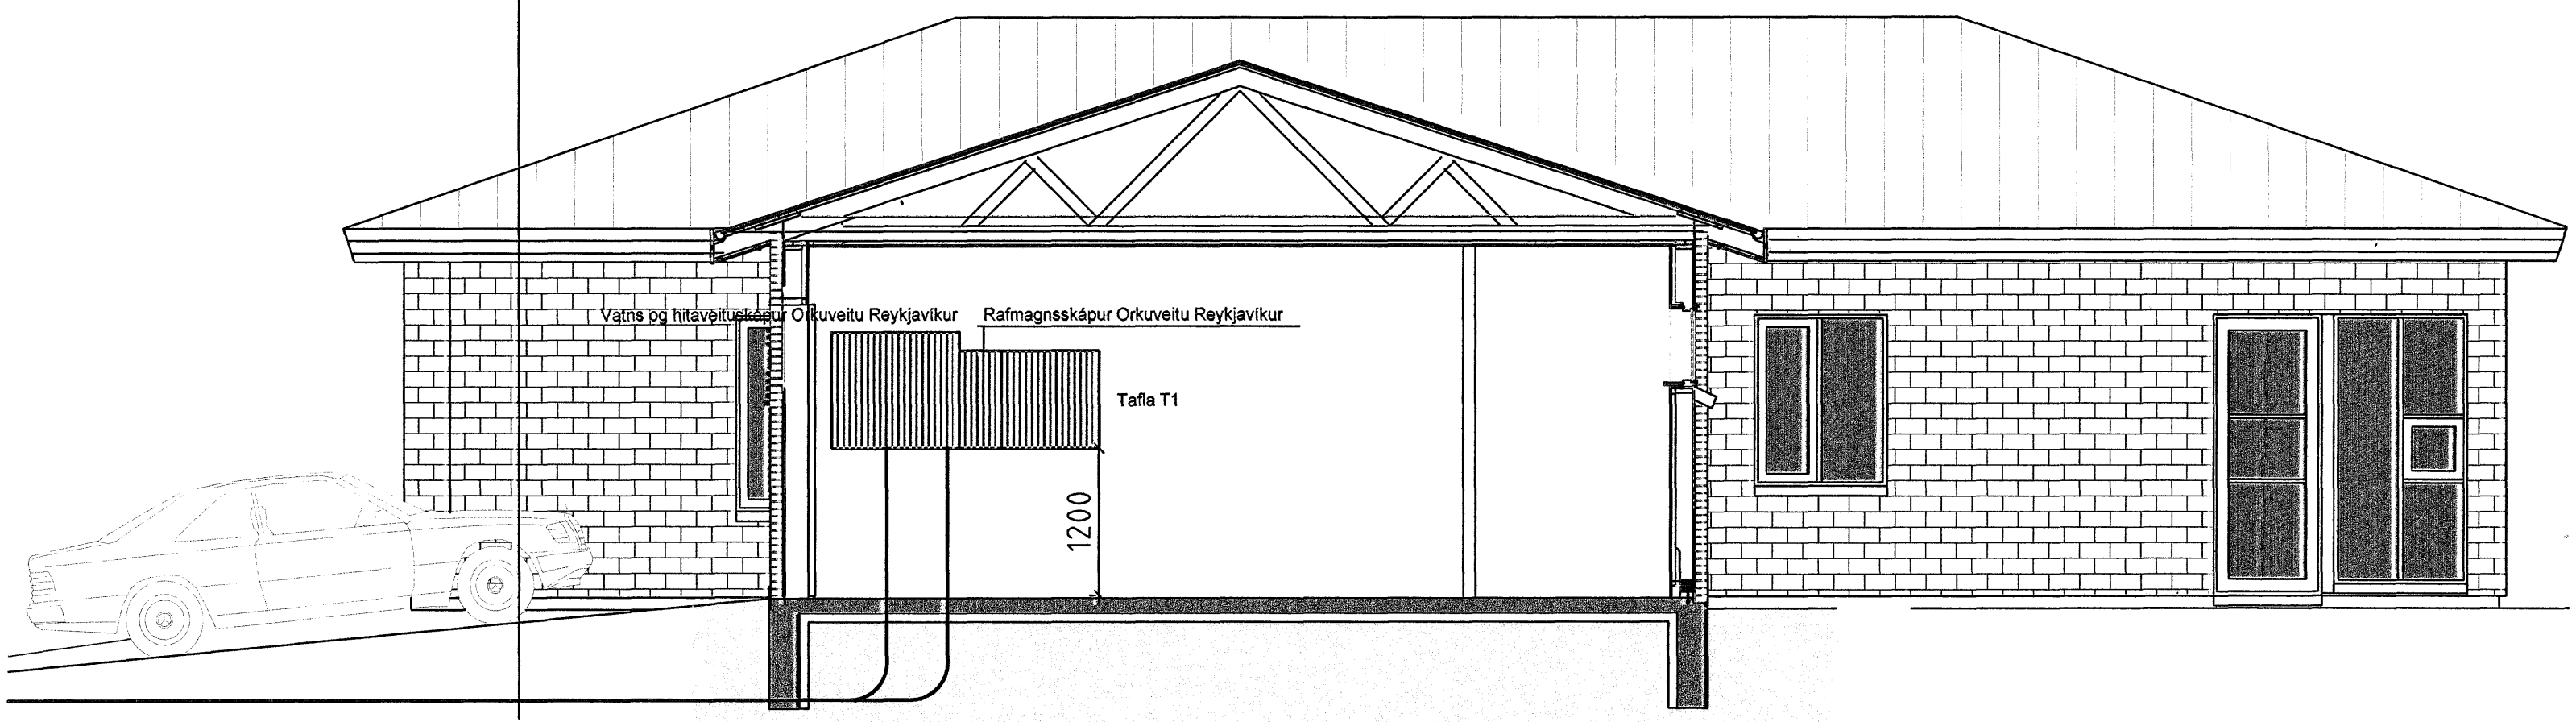 Vatns og hitaveituskápur Orkuveitu Reykjavíkur
Rafmagnsskápur Orkuveitu Reykjavíkur
Tafla T1
1200